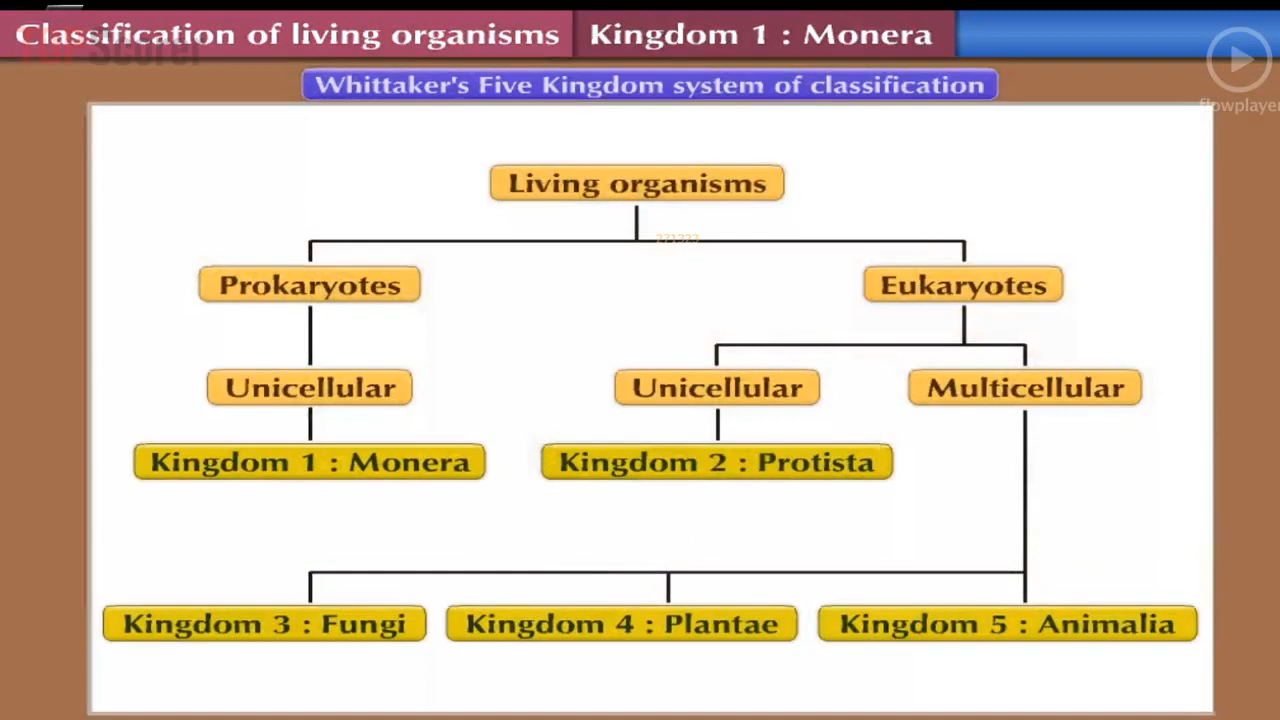 Classification of living organisms
Kingdom 1 : Monera
Whittaker's Five Kingdom system of classification
flowplayer
Living organisms
Prokaryotes
Eukaryotes
Unicellular
Unicellular
Multicellular
Kingdom 1 : Monera
Kingdom 2 : Protista
Kingdom 3 : Fungi
Kingdom 4 : Plantae
Kingdom 5 : Animalia